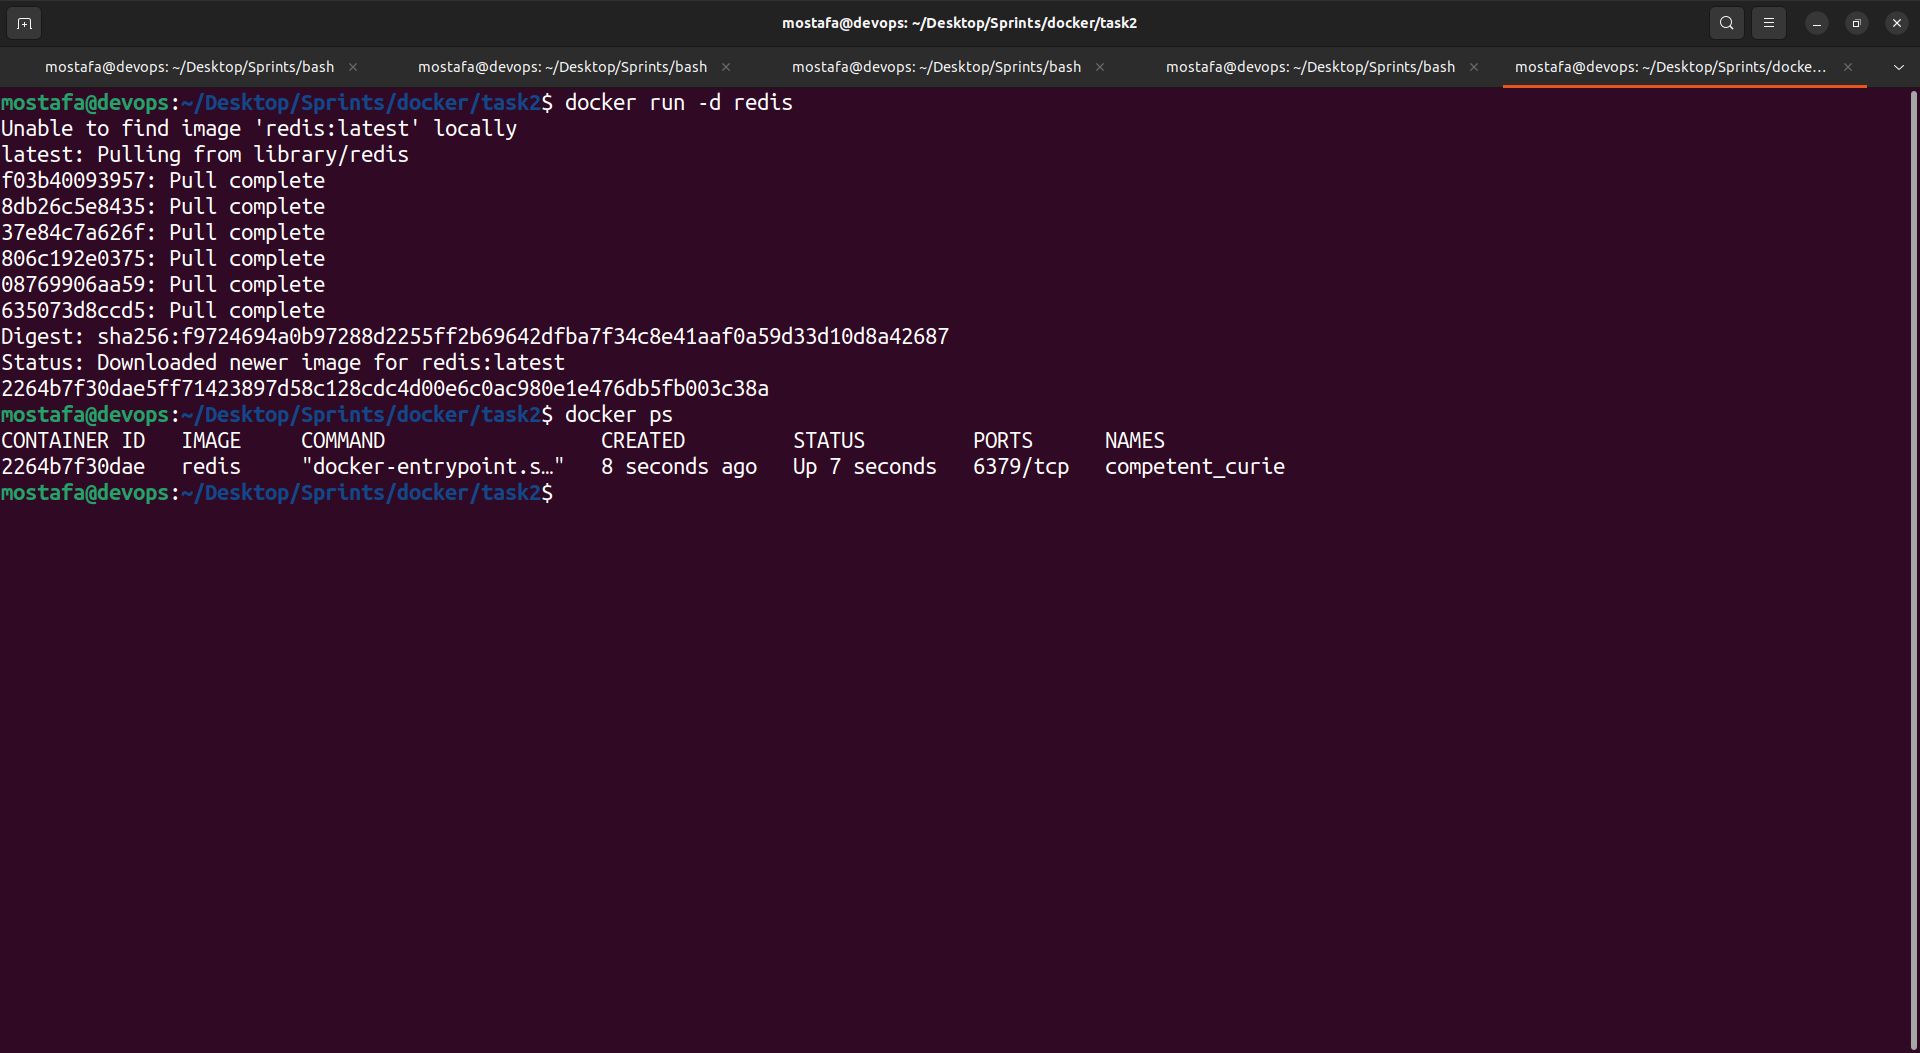 mostafa@devops: ~/Desktop/Sprints/docker/task2
mostafa@devops: ~/Desktop/Sprints/bash mostafa@devops: ~/Desktop/Sprints/bash mostafa@devops: ~/Desktop/Sprints/bash mostafa@devops: ~/Desktop/Sprints/bash mostafa@devops: ~/Desktop/Sprints/docke...
mostafa@devops:~/Desktop/Sprints/docker/task2$ docker run -d redis
Unable to find image 'redis:latest' locally
latest: Pulling from library/redis
f03b40093957: Pull complete
8db26c5e8435: Pull complete
37e84c7a626f: Pull complete
806c192e0375: Pull complete
08769906aa59: Pull complete
635073d8ccd5: Pull complete
Digest: sha256:f9724694a0b97288d2255ff2b69642dfba7f34c8e41aaf0a59d33d10d8a42687
Status: Downloaded newer image for redis:latest
2264b7f30dae5ff71423897d58c128cdc4d00e6c0ac980e1e476db5fb003c38a
mostafa@devops:~/Desktop/Sprints/docker/task2$ docker ps
CONTAINER ID   IMAGE     COMMAND                  CREATED         STATUS         PORTS      NAMES
2264b7f30dae   redis     "docker-entrypoint.s…"   8 seconds ago   Up 7 seconds   6379/tcp   competent_curie
mostafa@devops:~/Desktop/Sprints/docker/task2$